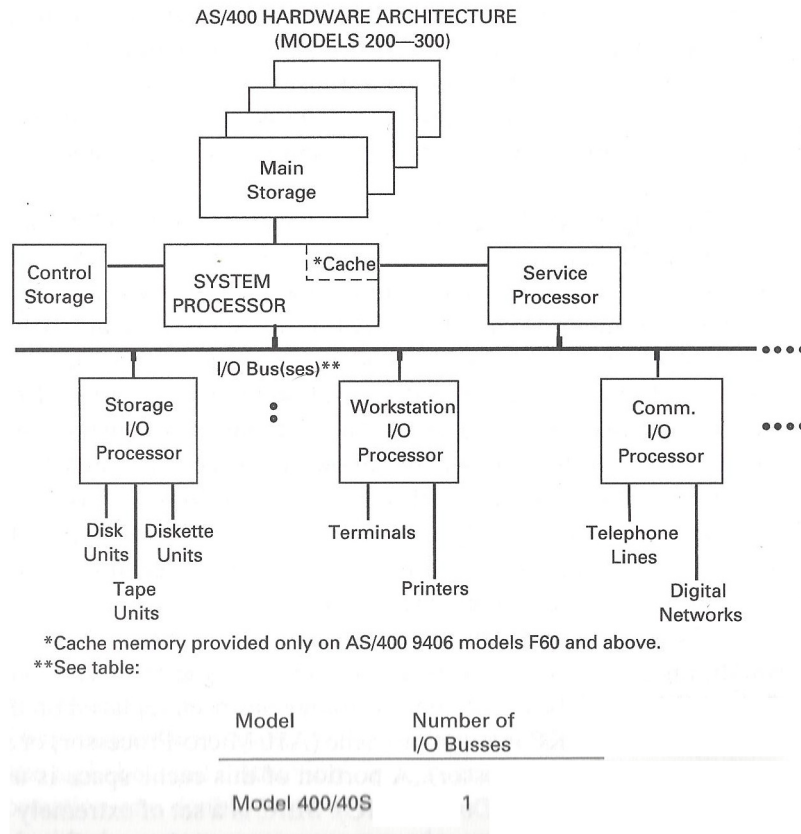 AS/400 HARDWARE ARCHITECTURE
(MODELS 200—300)
Main
Storage
Control
Storage
SYSTEM
PROCESSOR
*Cache
Service
Processor
I/O Bus(ses)**
Storage
I/O
Processor
Workstation
I/O
Processor
Comm.
I/O
Processor
Disk
Units
Diskette
Units
Tape
Units
Terminals
Printers
Telephone
Lines
Digital
Networks
*Cache memory provided only on AS/400 9406 models F60 and above.
**See table:
Model
Number of
I/O Busses
Model 400/40S
1